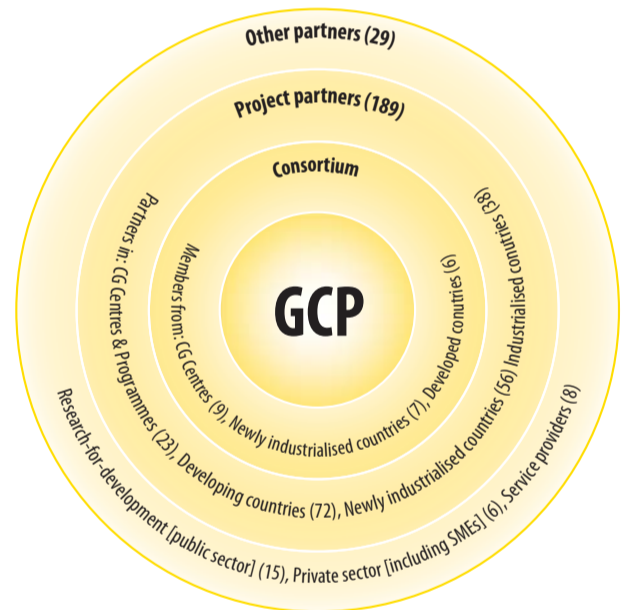 Other partners (29)
Project partners (189)
Consortium
GCP
Members from: CG Centres (9), Newly industrialised countries (7), Developed conutries (6)
Partners in: CG Centres & Programmes (23), Developing countries (72), Newly industrialised countries (56) Industrialised conutries (38)
Research-for-development [public sector] (15), Private sector [including SMEs] (6), Service providers (8)